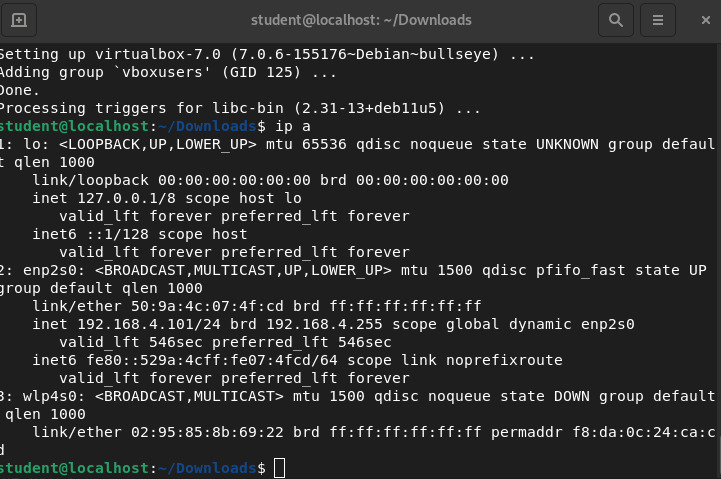 student@localhost: ~/Downloads
Setting up virtualbox-7.0 (7.0.6-155176~Debian~bullseye) ...
Adding group `vboxusers' (GID 125) ...
Done.
Processing triggers for libc-bin (2.31-13+deb11u5) ...
student@localhost:~/Downloads$ ip a
1: lo: <LOOPBACK,UP,LOWER_UP> mtu 65536 qdisc noqueue state UNKNOWN group defaul
t qlen 1000
    link/loopback 00:00:00:00:00:00 brd 00:00:00:00:00:00
    inet 127.0.0.1/8 scope host lo
       valid_lft forever preferred_lft forever
    inet6 ::1/128 scope host
       valid_lft forever preferred_lft forever
2: enp2s0: <BROADCAST,MULTICAST,UP,LOWER_UP> mtu 1500 qdisc pfifo_fast state UP
group default qlen 1000
    link/ether 50:9a:4c:07:4f:cd brd ff:ff:ff:ff:ff:ff
    inet 192.168.4.101/24 brd 192.168.4.255 scope global dynamic enp2s0
       valid_lft 546sec preferred_lft 546sec
    inet6 fe80::529a:4cff:fe07:4fcd/64 scope link noprefixroute
       valid_lft forever preferred_lft forever
3: wlp4s0: <BROADCAST,MULTICAST> mtu 1500 qdisc noqueue state DOWN group default
 qlen 1000
    link/ether 02:95:85:8b:69:22 brd ff:ff:ff:ff:ff:ff permaddr f8:da:0c:24:ca:c
d
student@localhost:~/Downloads$